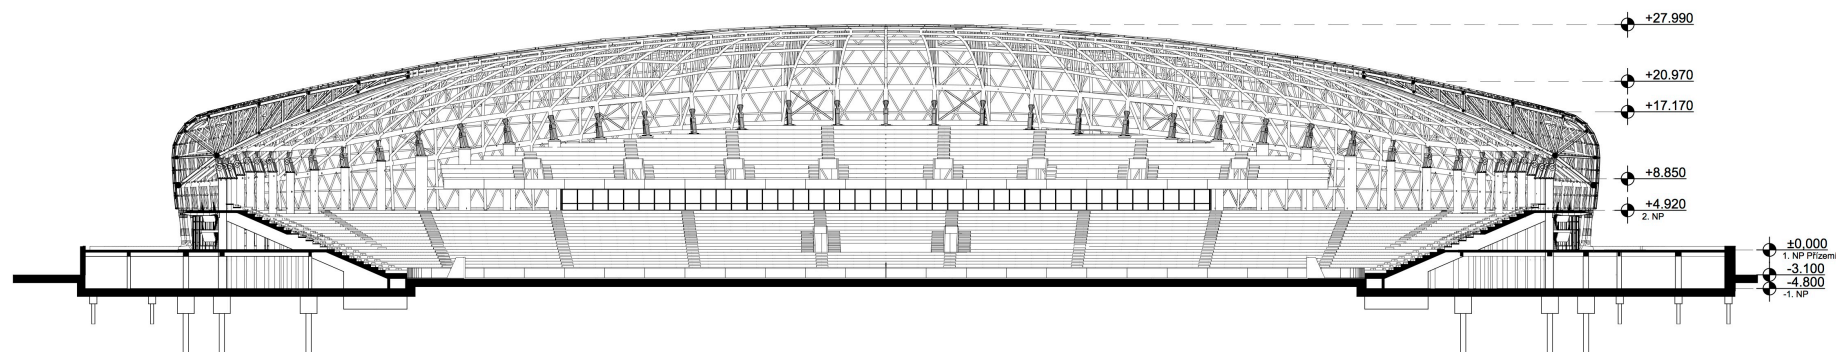 +27.990
+20.970
+17.170
+8.850
+4.920
2. NP
±0,000
1. NP Přízemí
-3.100
-4.800
-1. NP